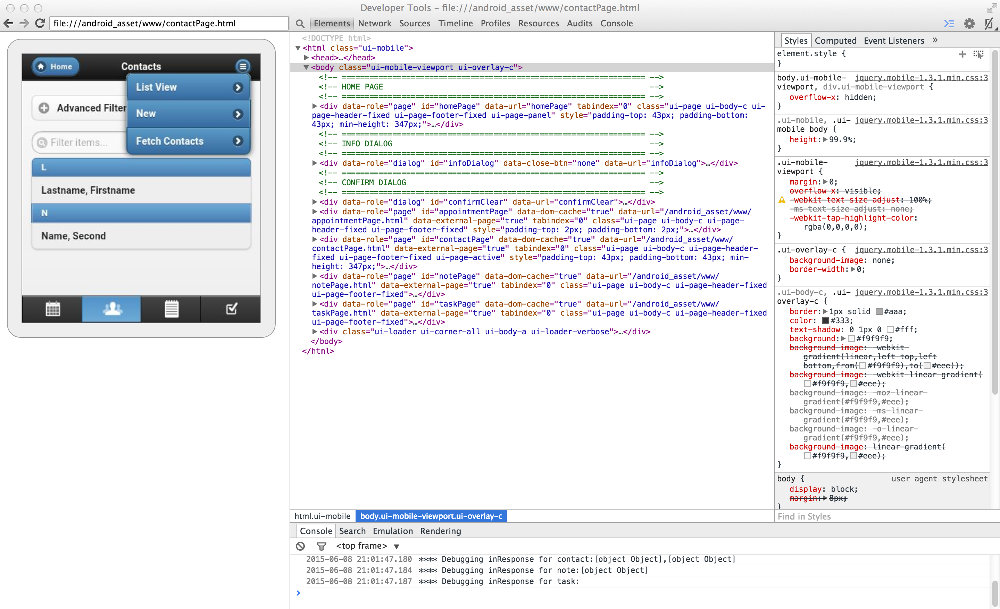 Developer Tools - file:///android_asset/www/contactPage.html
file:///android_asset/www/contactPage.html
Elements Network Sources Timeline Profiles Resources Audits Console
Home
Contacts
List View
New
Fetch Contacts
Advanced Filter
Filter items...
L
Lastname, Firstname
N
Name, Second
<!DOCTYPE html>
<html class="ui-mobile">
<head>…</head>
<body class="ui-mobile-viewport ui-overlay-c">
<!-- ================================================================== -->
<!-- HOME PAGE -->
<!-- ================================================================== -->
<div data-role="page" id="homePage" data-url="homePage" tabindex="0" class="ui-page ui-body-c ui-
page-header-fixed ui-page-footer-fixed ui-page-panel" style="padding-top: 43px; padding-bottom:
43px; min-height: 347px;">…</div>
<!-- ================================================================== -->
<!-- INFO DIALOG -->
<!-- ================================================================== -->
<div data-role="dialog" id="infoDialog" data-close-btn="none" data-url="infoDialog">…</div>
<!-- ================================================================== -->
<!-- CONFIRM DIALOG -->
<!-- ================================================================== -->
<div data-role="dialog" id="confirmClear" data-url="confirmClear">…</div>
<div data-role="page" id="appointmentPage" data-dom-cache="true" data-url="/android_asset/www/
appointmentPage.html" data-external-page="true" tabindex="0" class="ui-page ui-body-c ui-page-
header-fixed ui-page-footer-fixed" style="padding-top: 2px; padding-bottom: 2px;">…</div>
<div data-role="page" id="contactPage" data-dom-cache="true" data-url="/android_asset/www/
contactPage.html" data-external-page="true" tabindex="0" class="ui-page ui-body-c ui-page-header-
fixed ui-page-footer-fixed ui-page-active" style="padding-top: 43px; padding-bottom: 43px; min-
height: 347px;">…</div>
<div data-role="page" id="notePage" data-dom-cache="true" data-url="/android_asset/www/
notePage.html" data-external-page="true" tabindex="0" class="ui-page ui-body-c ui-page-header-fixed
ui-page-footer-fixed">…</div>
<div data-role="page" id="taskPage" data-dom-cache="true" data-url="/android_asset/www/
taskPage.html" data-external-page="true" tabindex="0" class="ui-page ui-body-c ui-page-header-fixed
ui-page-footer-fixed">…</div>
<div class="ui-loader ui-corner-all ui-body-a ui-loader-verbose">…</div>
</body>
</html>
html.ui-mobile body.ui-mobile-viewport.ui-overlay-c
Styles Computed Event Listeners »
element.style {
}
body.ui-mobile- jquery.mobile-1.3.1.min.css:3
viewport, div.ui-mobile-viewport {
overflow-x: hidden;
}
.ui-mobile, .ui- jquery.mobile-1.3.1.min.css:3
mobile body {
height: 99.9%;
}
.ui-mobile- jquery.mobile-1.3.1.min.css:3
viewport {
margin: 0;
overflow-x: visible;
-webkit-text-size-adjust: 100%;
-ms-text-size-adjust: none;
-webkit-tap-highlight-color:
rgba(0,0,0,0);
}
.ui-overlay-c { jquery.mobile-1.3.1.min.css:3
background-image: none;
border-width: 0;
}
.ui-body-c, .ui- jquery.mobile-1.3.1.min.css:3
overlay-c {
border: 1px solid #aaa;
color: #333;
text-shadow: 0 1px 0 #fff;
background: #f9f9f9;
background-image: -webkit-
gradient(linear,left top,left
bottom,from(#f9f9f9),to(#eee));
background-image: -webkit-linear-gradient(
#f9f9f9,#eee);
background-image: -moz-linear-
gradient(#f9f9f9,#eee);
background-image: -ms-linear-
gradient(#f9f9f9,#eee);
background-image: -o-linear-
gradient(#f9f9f9,#eee);
background-image: linear-gradient(
#f9f9f9,#eee);
}
body { user agent stylesheet
display: block;
margin: 8px;
}
Find in Styles
Console Search Emulation Rendering
<top frame>
2015-06-08 21:01:47.180 **** Debugging inResponse for contact:[object Object],[object Object]
2015-06-08 21:01:47.184 **** Debugging inResponse for note:[object Object]
2015-06-08 21:01:47.187 **** Debugging inResponse for task:
>